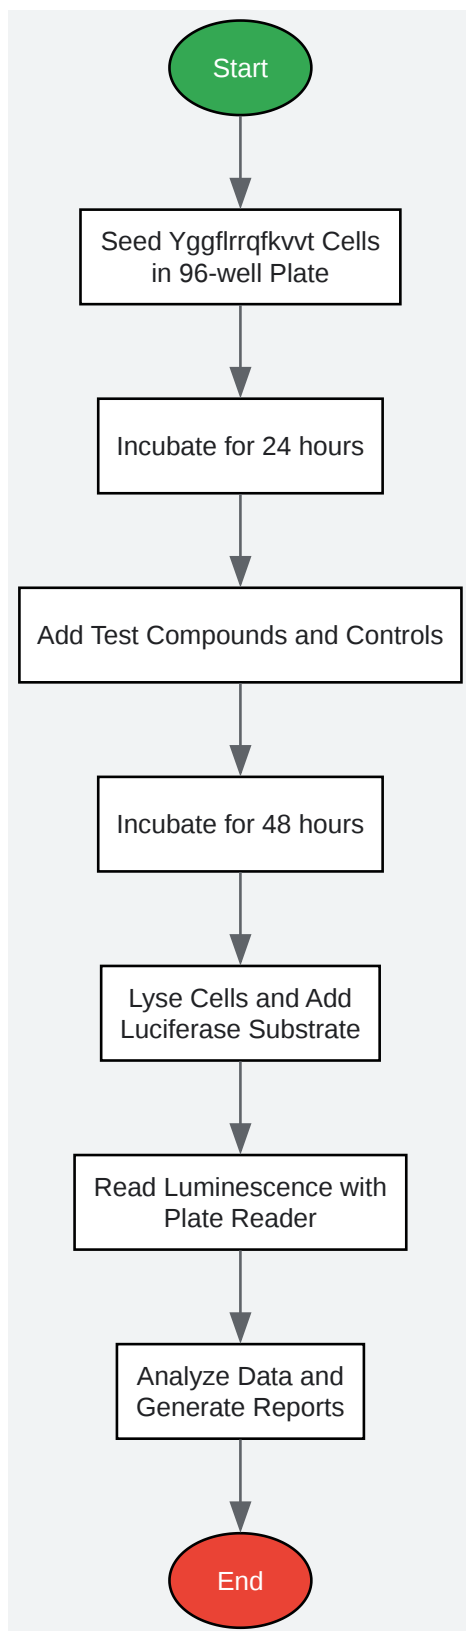 Start
Seed Yggflrrqfkvvt Cells
in 96-well Plate
Incubate for 24 hours
Add Test Compounds and Controls
Incubate for 48 hours
Lyse Cells and Add
Luciferase Substrate
Read Luminescence with
Plate Reader
Analyze Data and
Generate Reports
End